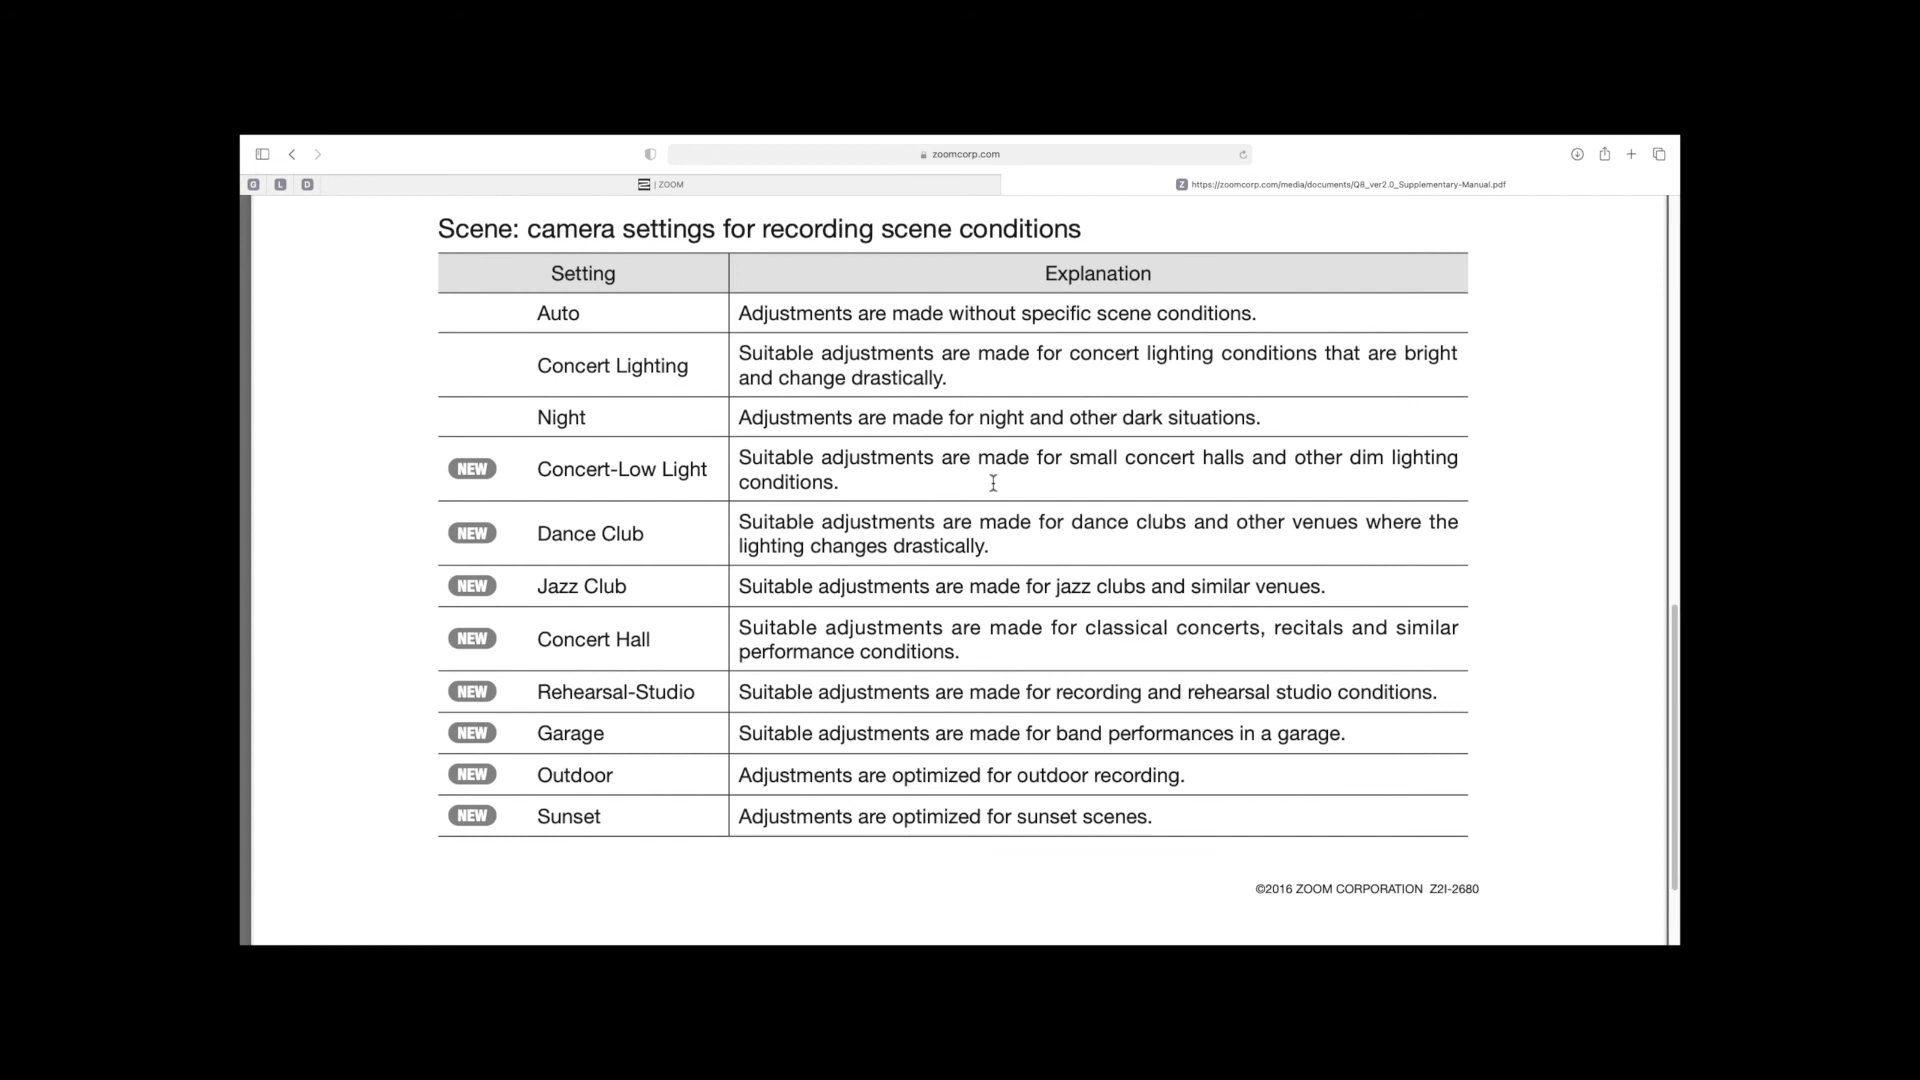 zoomcorp.com
G L D
| ZOOM
Z https://zoomcorp.com/media/documents/Q8_ver2.0_Supplementary-Manual.pdf
Scene: camera settings for recording scene conditions
Setting Explanation
Auto Adjustments are made without specific scene conditions.
Concert Lighting Suitable adjustments are made for concert lighting conditions that are bright
and change drastically.
Night Adjustments are made for night and other dark situations.
NEW Concert-Low Light Suitable adjustments are made for small concert halls and other dim lighting
conditions.
NEW Dance Club Suitable adjustments are made for dance clubs and other venues where the
lighting changes drastically.
NEW Jazz Club Suitable adjustments are made for jazz clubs and similar venues.
NEW Concert Hall Suitable adjustments are made for classical concerts, recitals and similar
performance conditions.
NEW Rehearsal-Studio Suitable adjustments are made for recording and rehearsal studio conditions.
NEW Garage Suitable adjustments are made for band performances in a garage.
NEW Outdoor Adjustments are optimized for outdoor recording.
NEW Sunset Adjustments are optimized for sunset scenes.
©2016 ZOOM CORPORATION Z2I-2680